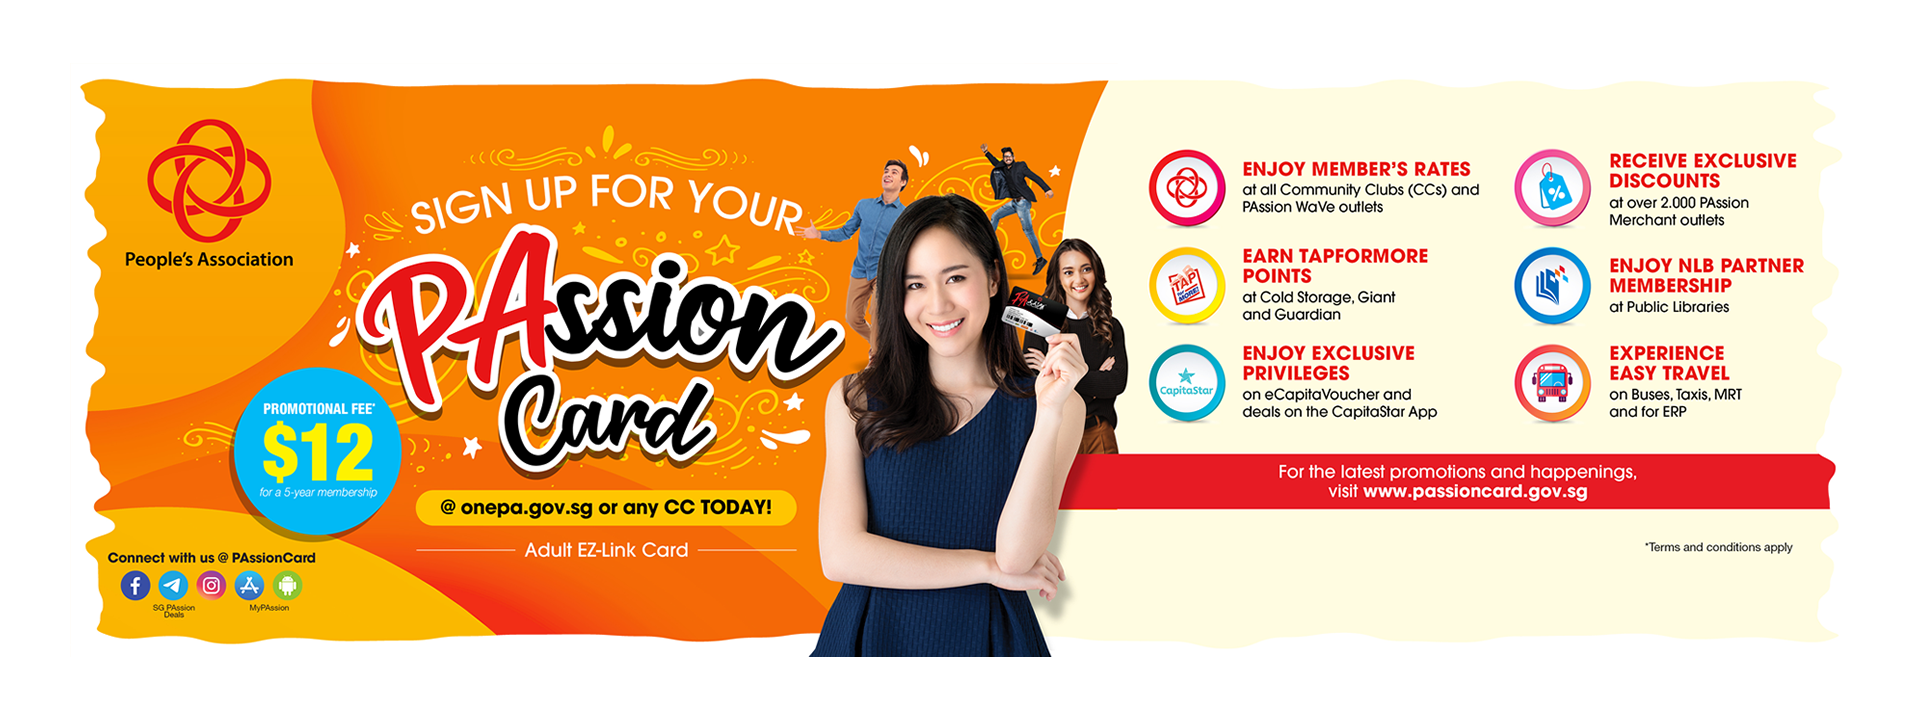 People's Association
SIGN UP FOR YOUR
PAssion
Card
PROMOTIONAL FEE*
$12
for a 5-year membership
@ onepa.gov.sg or any CC TODAY!
Adult EZ-Link Card
Connect with us @ PAssionCard
SG PAssion
Deals
MyPAssion
PAssion
ENJOY MEMBER'S RATES
at all Community Clubs (CCs) and
PAssion WaVe outlets
TAP
FOR
MORE!
EARN TAPFORMORE
POINTS
at Cold Storage, Giant
and Guardian
CapitaStar
ENJOY EXCLUSIVE
PRIVILEGES
on eCapitaVoucher and
deals on the CapitaStar App
%
RECEIVE EXCLUSIVE
DISCOUNTS
at over 2.000 PAssion
Merchant outlets
ENJOY NLB PARTNER
MEMBERSHIP
at Public Libraries
EXPERIENCE
EASY TRAVEL
on Buses, Taxis, MRT
and for ERP
For the latest promotions and happenings,
visit www.passioncard.gov.sg
*Terms and conditions apply